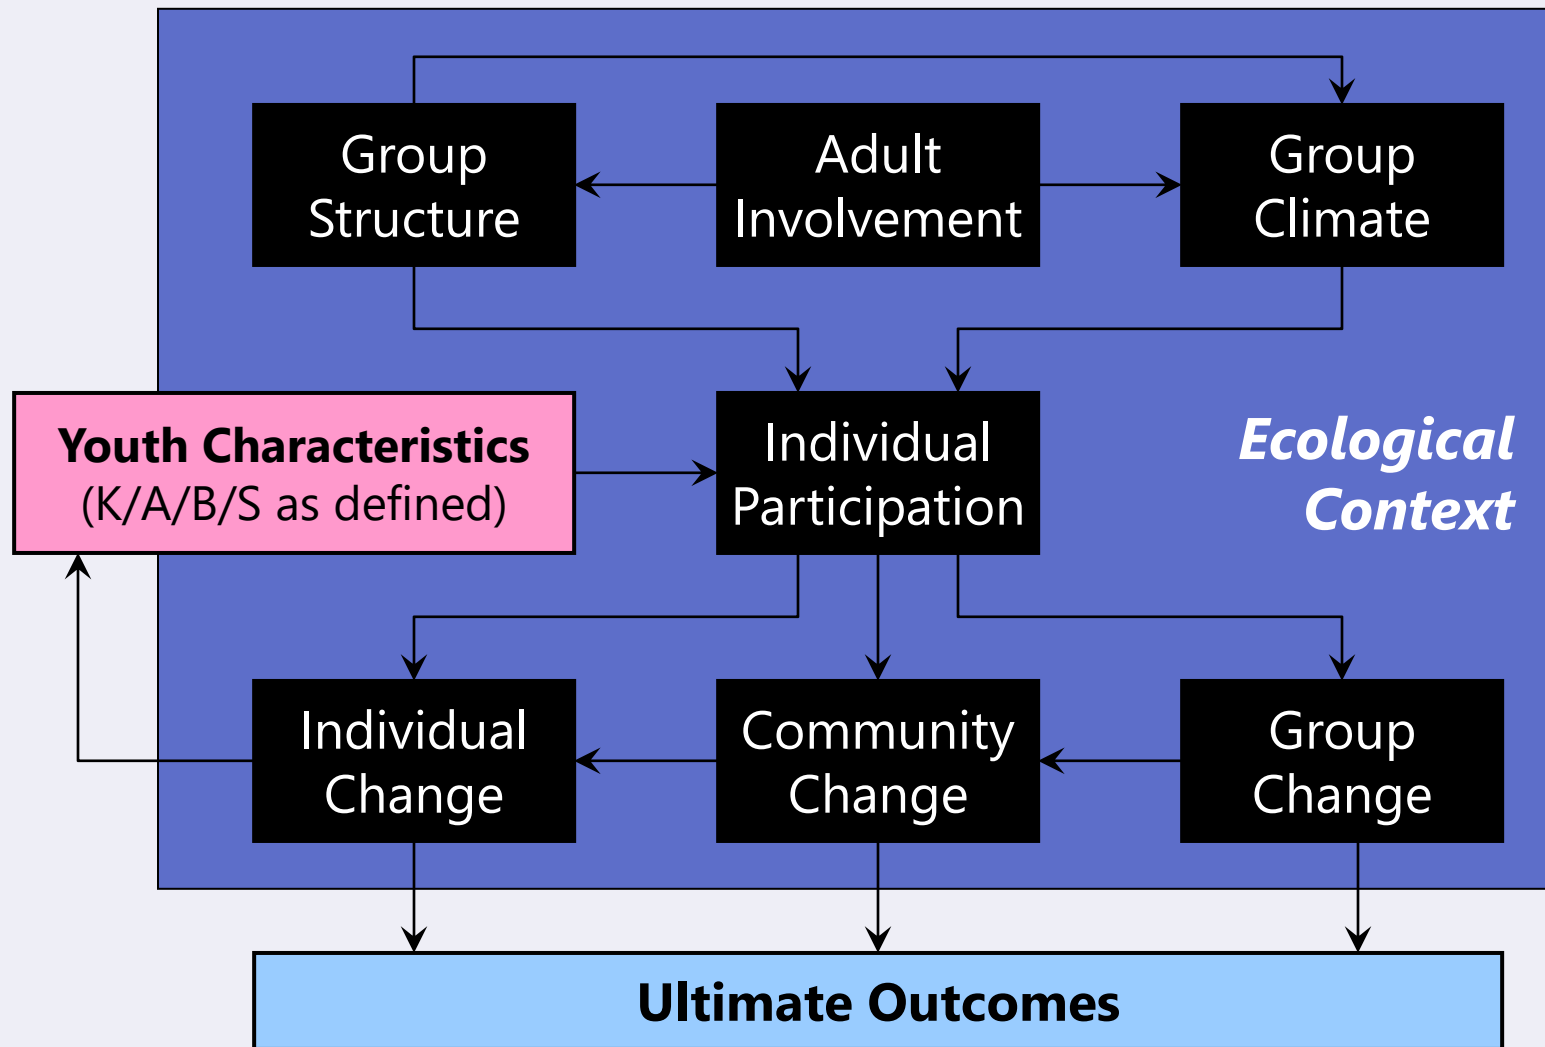 Group
Structure
Adult
Involvement
Group
Climate
Youth Characteristics
(K/A/B/S as defined)
Individual
Participation
Ecological
Context
Individual
Change
Community
Change
Group
Change
Ultimate Outcomes